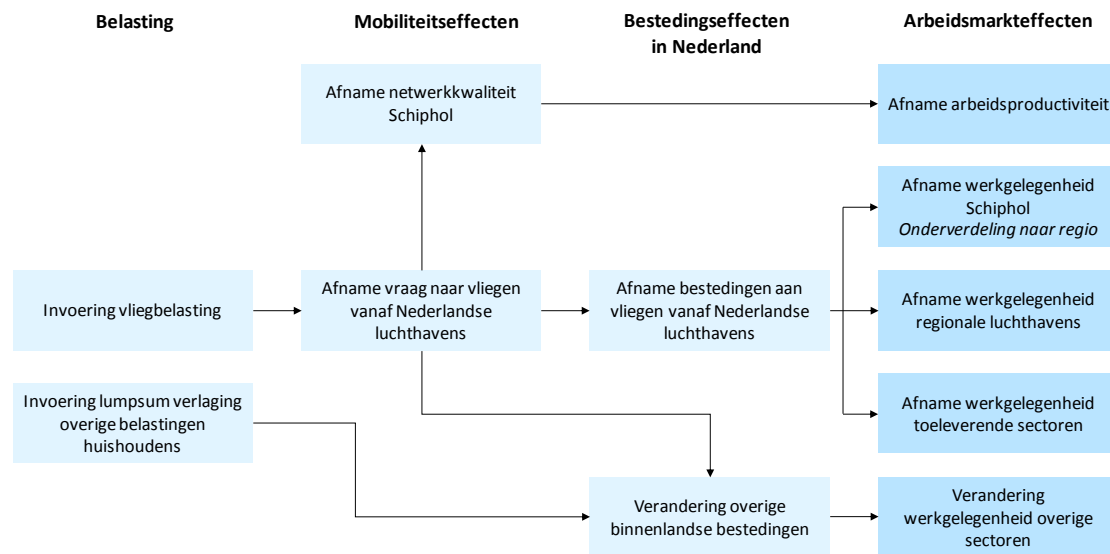 Belasting
Mobiliteitseffecten
Bestedingseffecten
in Nederland
Arbeidsmarkteffecten
Afname netwerkkwaliteit
Schiphol
Afname arbeidsproductiviteit
Afname werkgelegenheid
Schiphol
Onderverdeling naar regio
Invoering vliegbelasting
Afname vraag naar vliegen
vanaf Nederlandse
luchthavens
Afname bestedingen aan
vliegen vanaf Nederlandse
luchthavens
Afname werkgelegenheid
regionale luchthavens
Invoering lumpsum verlaging
overige belastingen
huishoudens
Afname werkgelegenheid
toeleverende sectoren
Verandering overige
binnenlandse bestedingen
Verandering
werkgelegenheid overige
sectoren